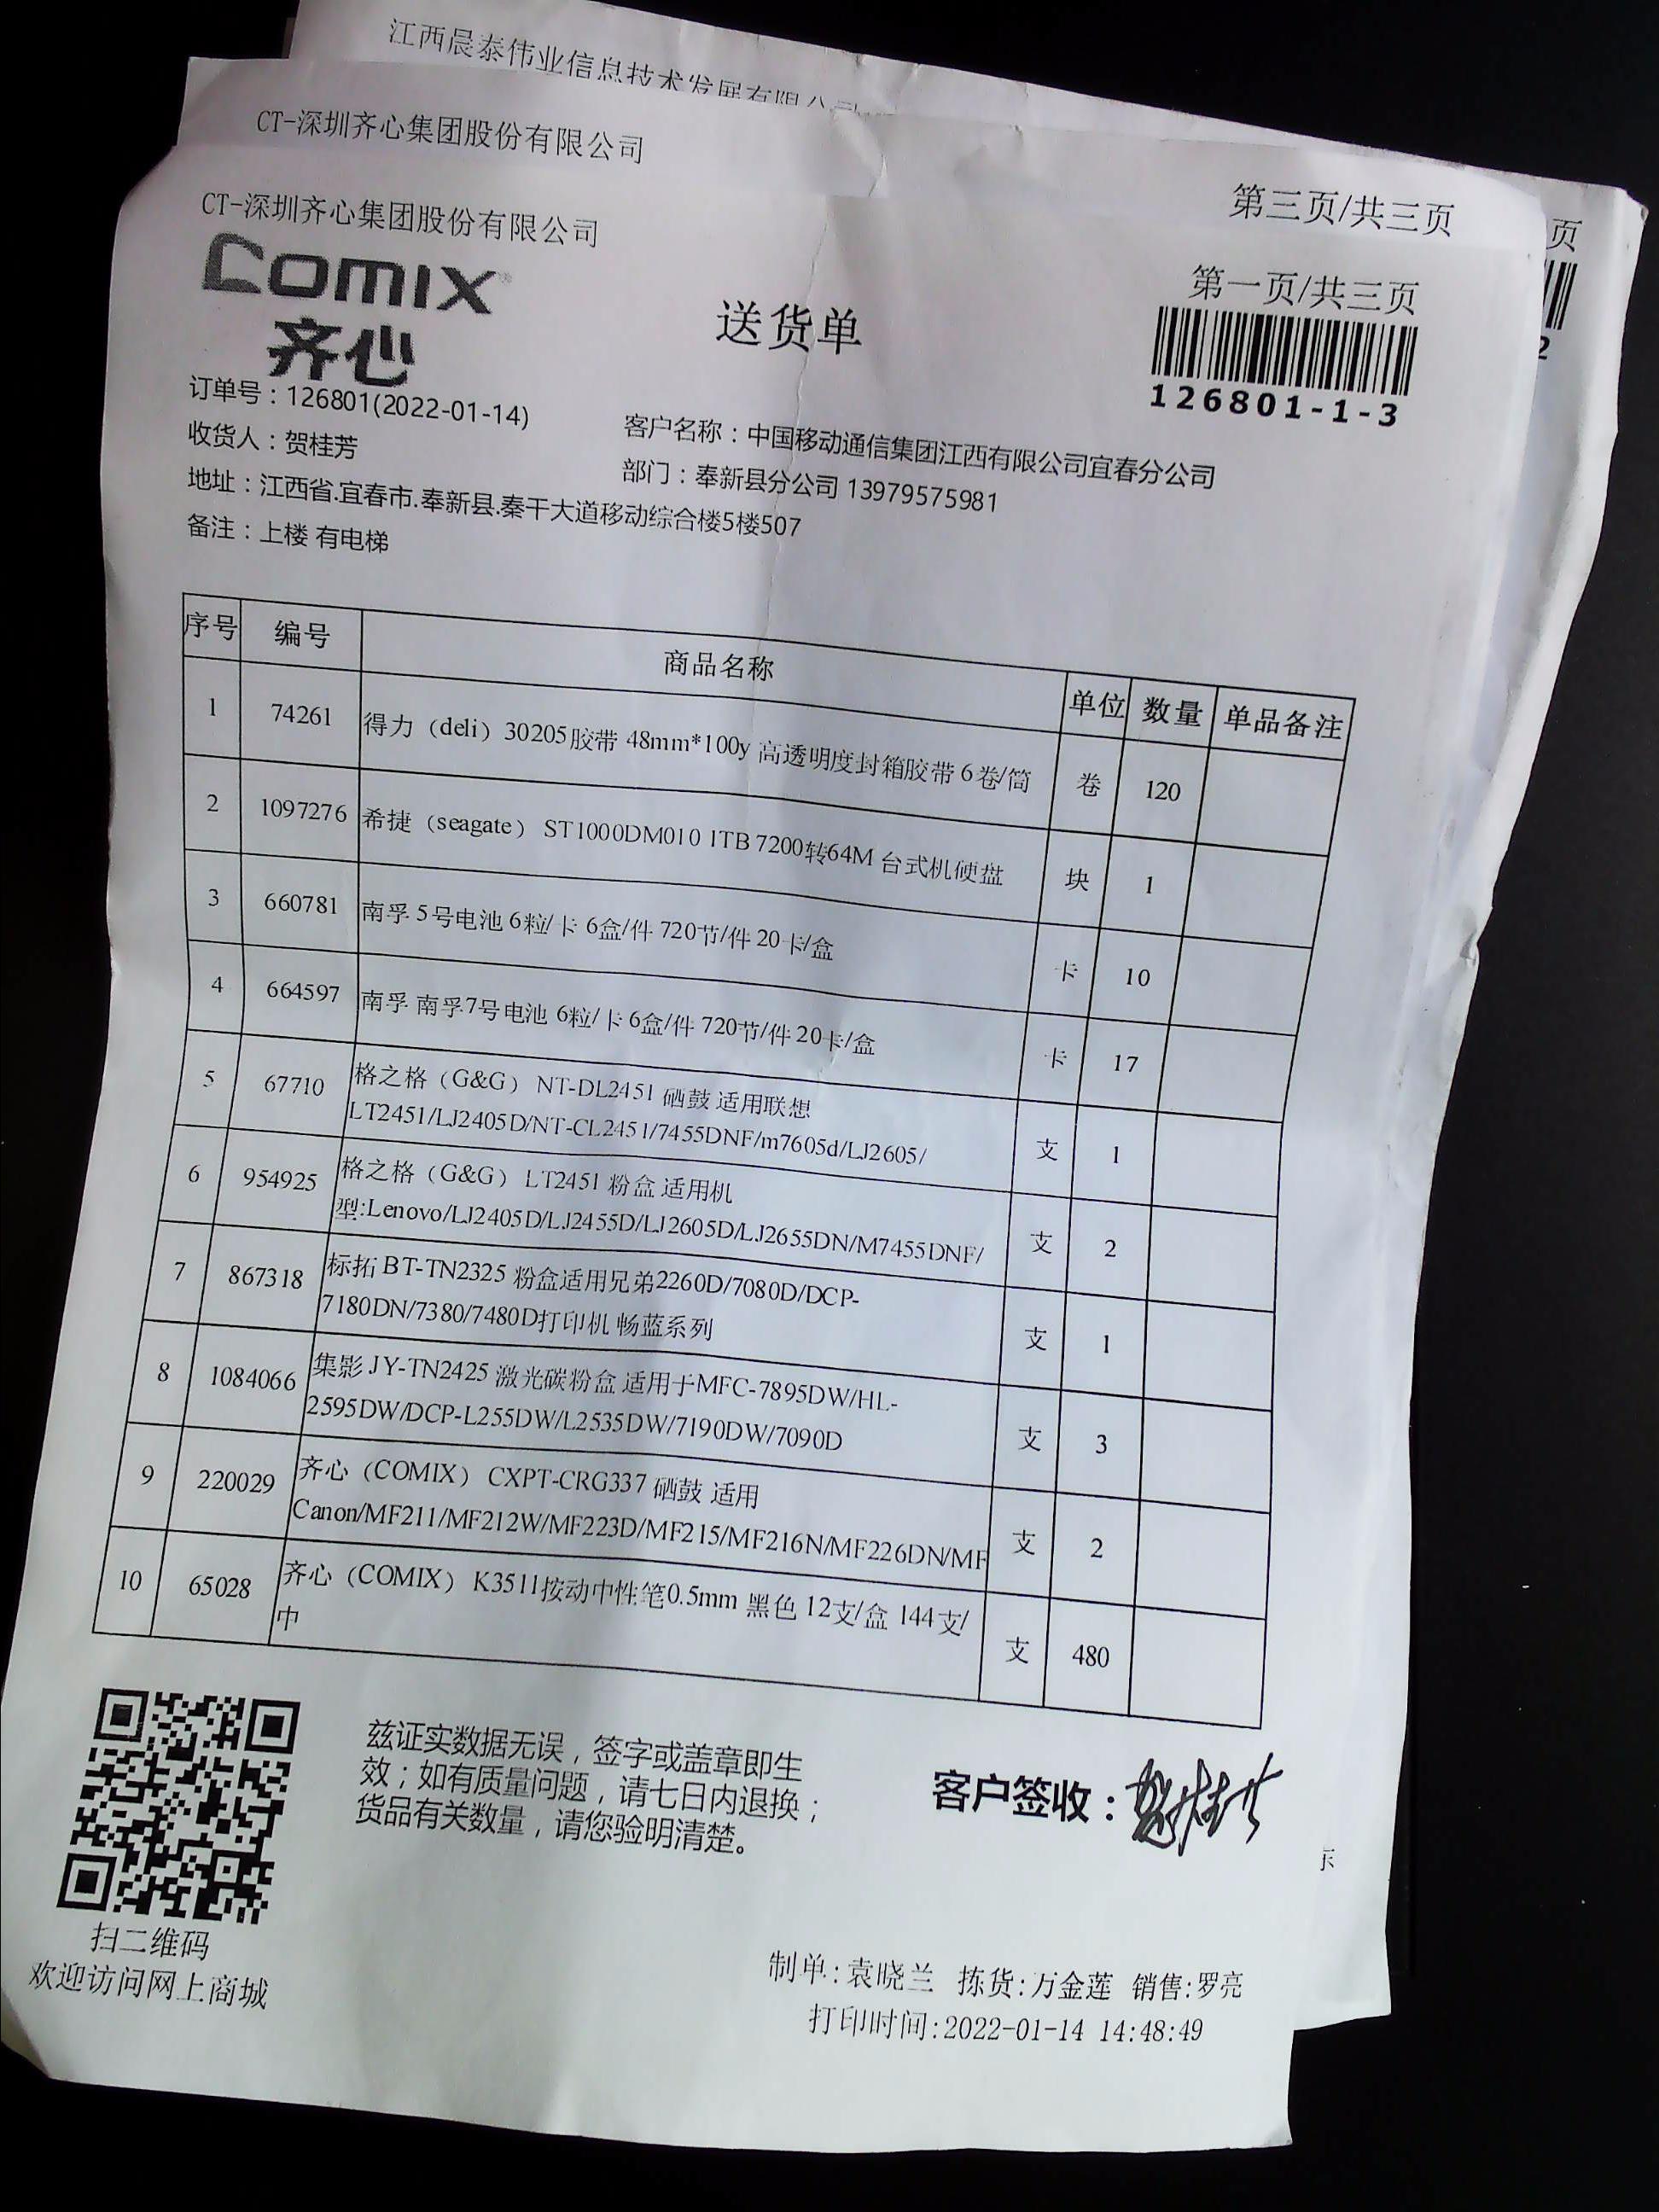 江西晨泰伟业信息技术发展有限公司
CT-深圳齐心集团股份有限公司
第三页/共三页
页
2
CT-深圳齐心集团股份有限公司
comix
齐心
送货单
第一页/共三页
126801-1-3
订单号：126801(2022-01-14)
收货人：贺桂芳
客户名称：中国移动通信集团江西有限公司宜春分公司
部门：奉新县分公司 13979575981
地址：江西省.宜春市.奉新县.秦干大道移动综合楼5楼507
备注：上楼 有电梯
序号 编号 商品名称 单位 数量 单品备注
1 74261 得力（deli）30205胶带 48mm*100y 高透明度封箱胶带 6卷/筒 卷 120
2 1097276 希捷（seagate） ST1000DM010 1TB 7200转64M 台式机硬盘 块 1
3 660781 南孚 5号电池 6粒/卡 6盒/件 720节/件 20卡/盒 卡 10
4 664597 南孚 南孚7号电池 6粒/卡 6盒/件 720节/件 20卡/盒 卡 17
5 67710 格之格（G&G） NT-DL2451 硒鼓 适用联想
LT2451/LJ2405D/NT-CL2451/7455DNF/m7605d/LJ2605/ 支 1
6 954925 格之格（G&G） LT2451 粉盒 适用机
型:Lenovo/LJ2405D/LJ2455D/LJ2605D/LJ2655DN/M7455DNF/ 支 2
7 867318 标拓 BT-TN2325 粉盒适用兄弟2260D/7080D/DCP-
7180DN/7380/7480D打印机 畅蓝系列 支 1
8 1084066 集影 JY-TN2425 激光碳粉盒 适用于MFC-7895DW/HL-
2595DW/DCP-L255DW/L2535DW/7190DW/7090D 支 3
9 220029 齐心（COMIX） CXPT-CRG337 硒鼓 适用
Canon/MF211/MF212W/MF223D/MF215/MF216N/MF226DN/MF 支 2
10 65028 齐心（COMIX） K3511按动中性笔0.5mm 黑色 12支/盒 144支/
中 支 480
兹证实数据无误，签字或盖章即生
效；如有质量问题，请七日内退换；
货品有关数量，请您验明清楚。
客户签收：贺桂芳
扫二维码
欢迎访问网上商城
制单:袁晓兰 拣货:万金莲 销售:罗亮
打印时间:2022-01-14 14:48:49